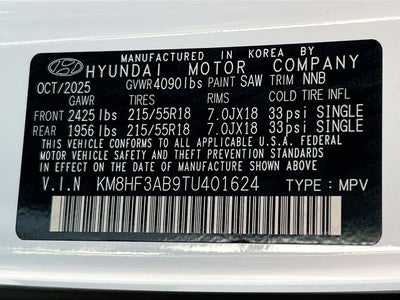 MANUFACTURED IN KOREA BY
HYUNDAI MOTOR COMPANY
OCT/2025 GVWR 4090lbs PAINT SAW TRIM NNB
GAWR TIRES RIMS COLD TIRE INFL
FRONT 2425 lbs 215/55R18 7.0JX18 33psi SINGLE
REAR 1956 lbs 215/55R18 7.0JX18 33psi SINGLE
THIS VEHICLE CONFORMS TO ALL APPLICABLE U.S.A. FEDERAL
MOTOR VEHICLE SAFETY, BUMPER, AND THEFT PREVENTION
STANDARDS IN EFFECT ON THE DATE OF MANUFACTURE SHOWN ABOVE.
V.I.N KM8HF3AB9TU401624 TYPE : MPV